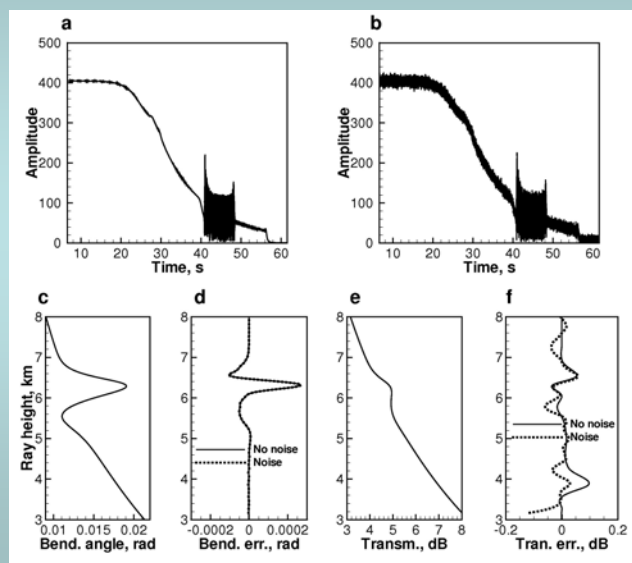 a
b
500
400
300
200
100
0
Amplitude
10 20 30 40 50 60
Time, s
500
400
300
200
100
0
Amplitude
10 20 30 40 50 60
Time, s
c
d
e
f
8
7
6
5
4
3
Ray height, km
0.01 0.015 0.02
Bend. angle, rad
8
7
6
5
4
3
No noise
Noise
-0.0002 0 0.0002
Bend. err., rad
8
7
6
5
4
3
3 4 5 6 7 8
Transm., dB
8
7
6
5
4
3
No noise
Noise
-0.2 0 0.2
Tran. err., dB